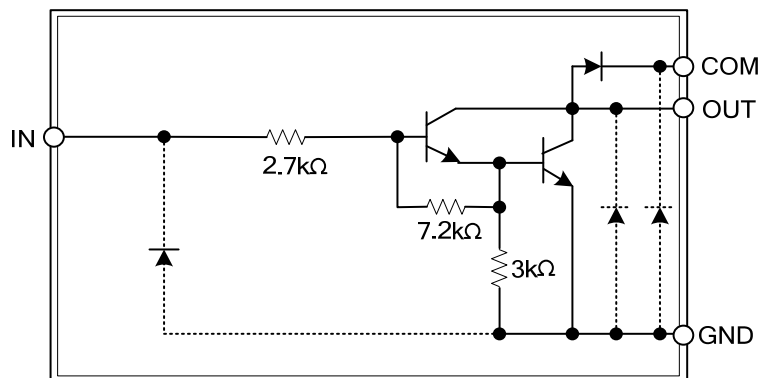 COM
OUT
IN
2.7kΩ
7.2kΩ
3kΩ
GND